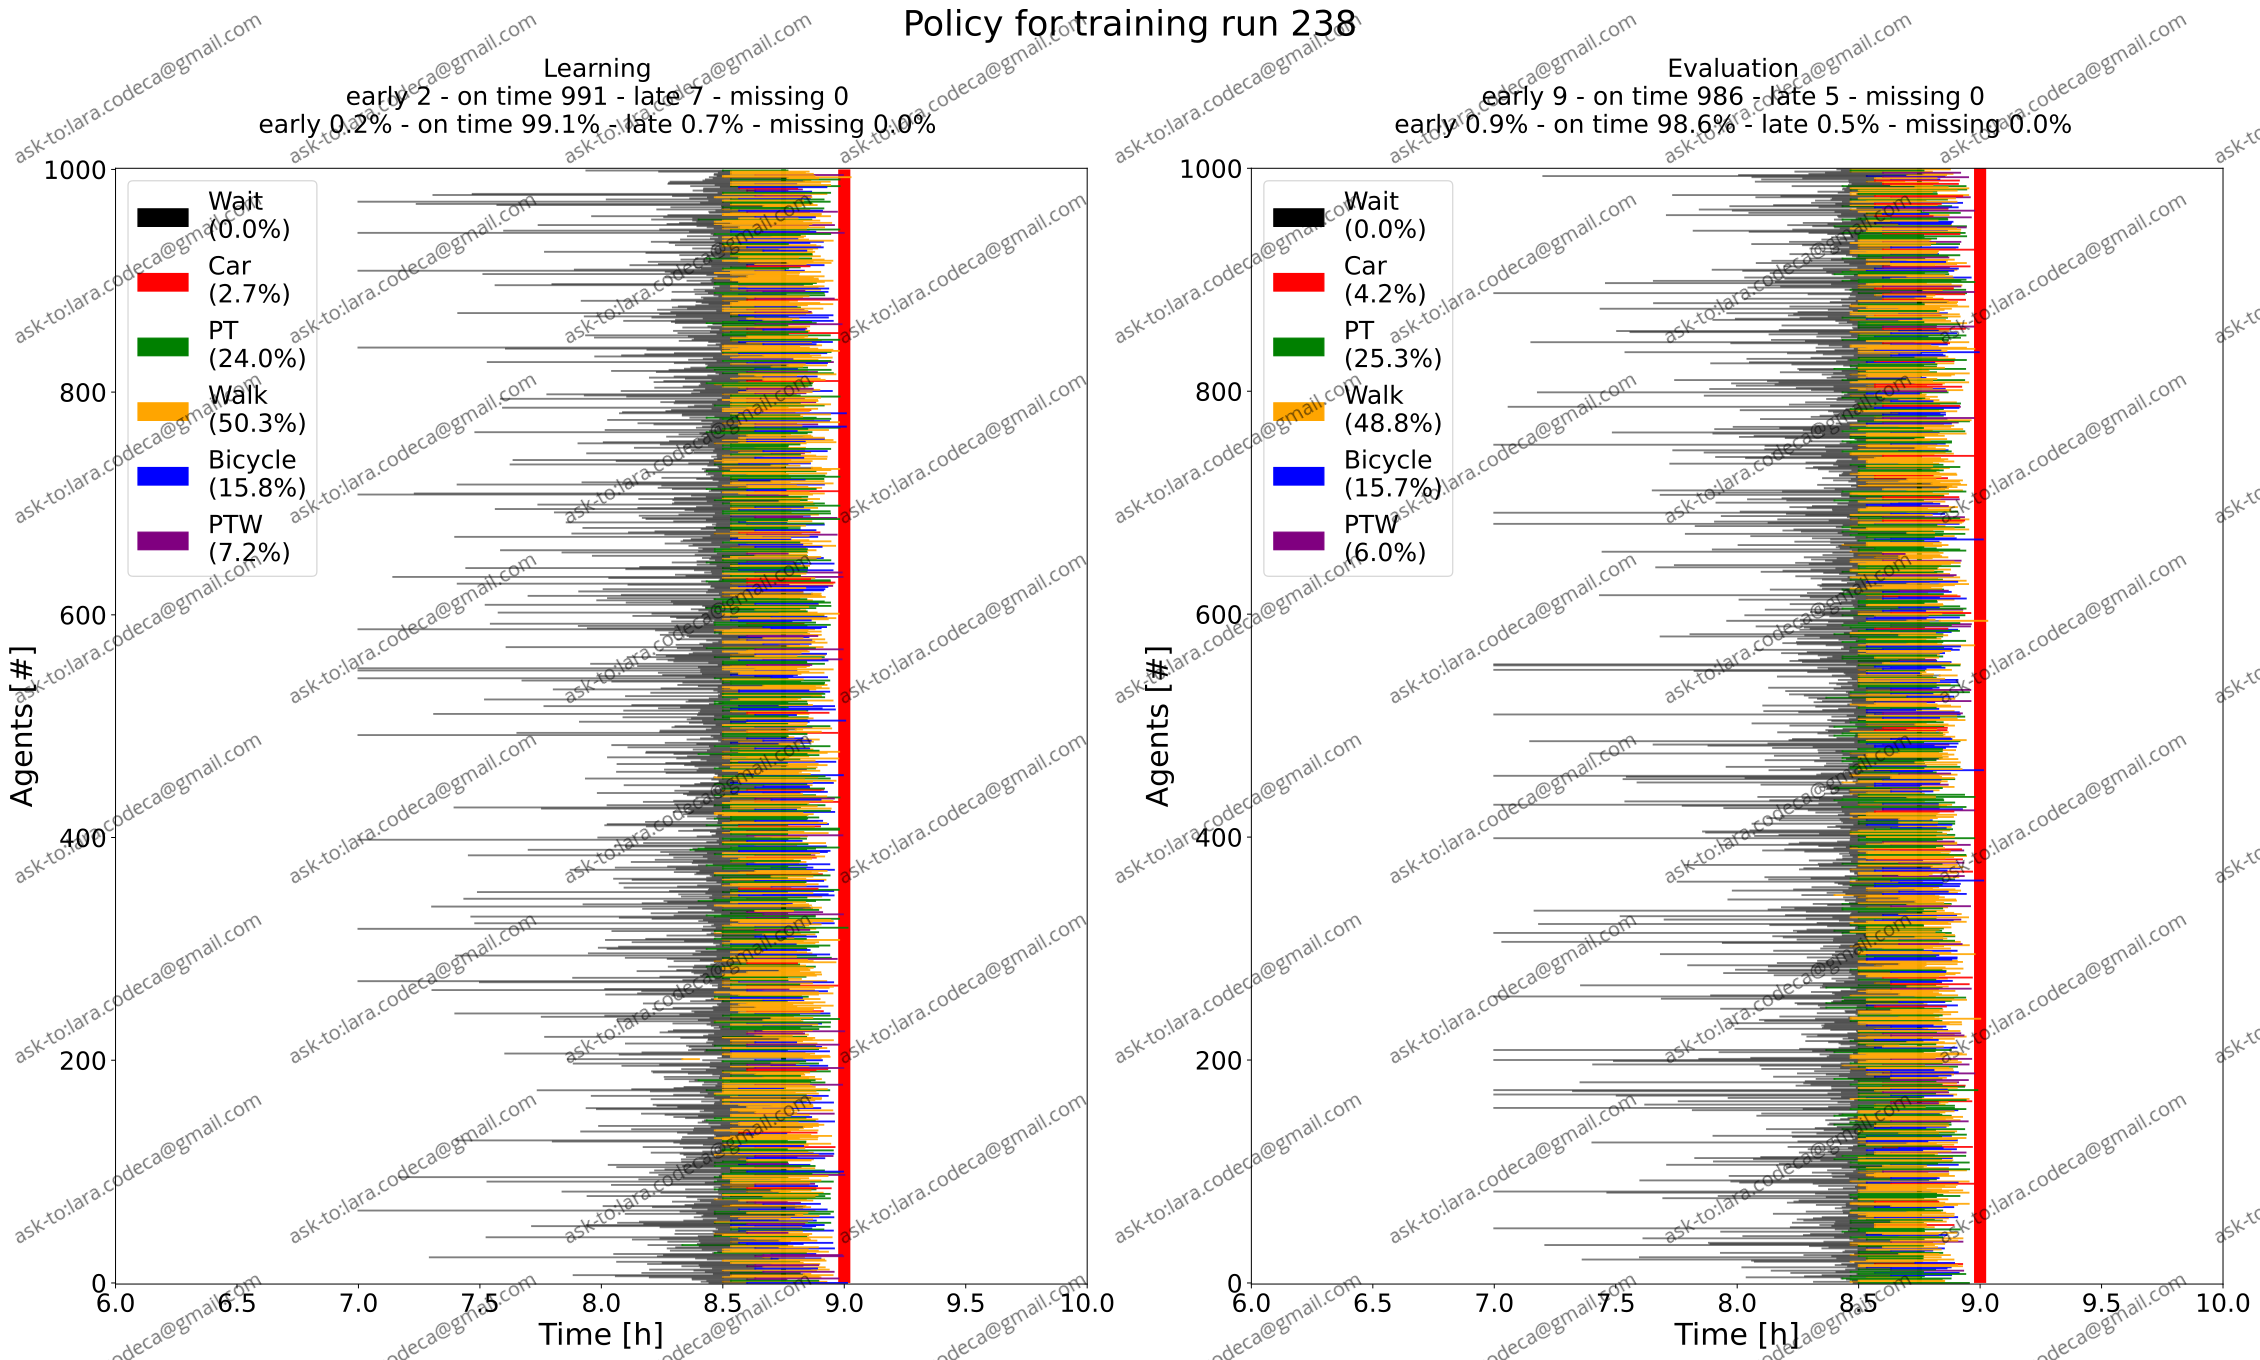 Policy for training run 238
Learning
early 2 - on time 991 - late 7 - missing 0
early 0.2% - on time 99.1% - late 0.7% - missing 0.0%
1000
800
600
400
200
0
Agents [#]
Wait
(0.0%)
Car
(2.7%)
PT
(24.0%)
Walk
(50.3%)
Bicycle
(15.8%)
PTW
(7.2%)
6.0 6.5 7.0 7.5 8.0 8.5 9.0 9.5 10.0
Time [h]
Evaluation
early 9 - on time 986 - late 5 - missing 0
early 0.9% - on time 98.6% - late 0.5% - missing 0.0%
1000
800
600
400
200
0
Agents [#]
Wait
(0.0%)
Car
(4.2%)
PT
(25.3%)
Walk
(48.8%)
Bicycle
(15.7%)
PTW
(6.0%)
6.0 6.5 7.0 7.5 8.0 8.5 9.0 9.5 10.0
Time [h]
ask-to:lara.codeca@gmail.com